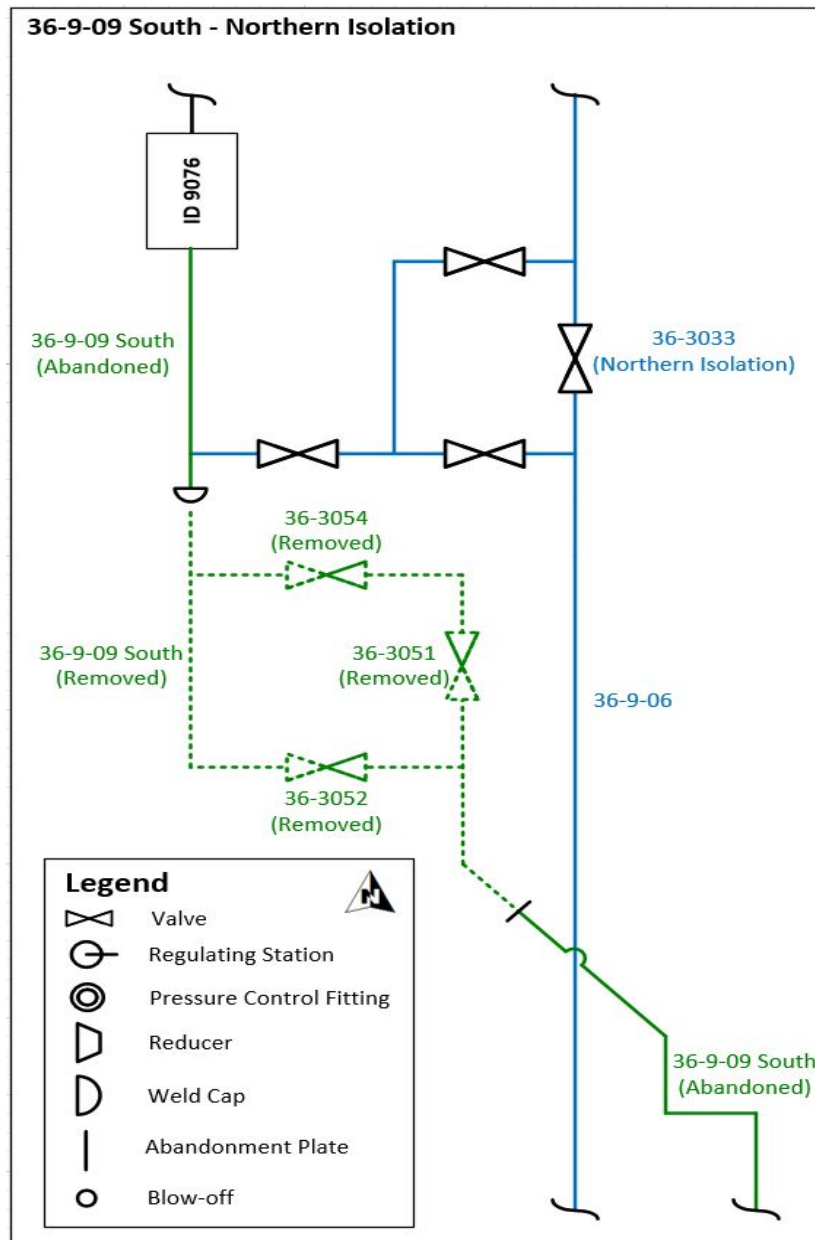 36-9-09 South - Northern Isolation
ID 9076
36-9-09 South
(Abandoned)
36-3033
(Northern Isolation)
36-3054
(Removed)
36-9-09 South
(Removed)
36-3051
(Removed)
36-9-06
36-3052
(Removed)
Legend
N
Valve
Regulating Station
Pressure Control Fitting
Reducer
Weld Cap
Abandonment Plate
Blow-off
36-9-09 South
(Abandoned)